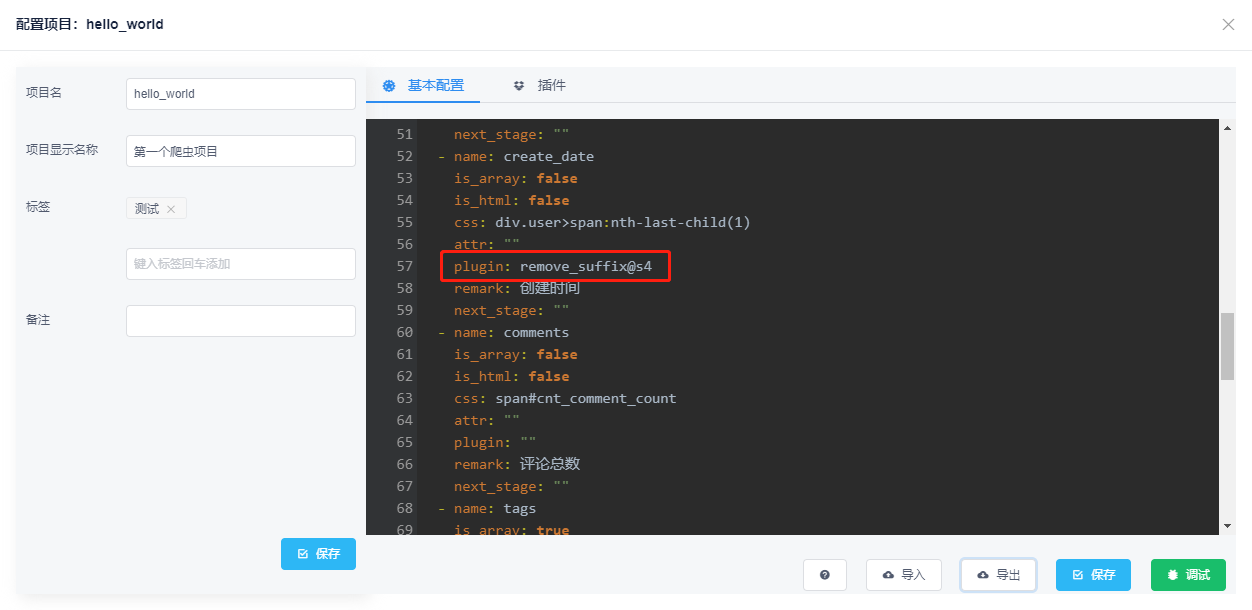 配置项目：hello_world
项目名
hello_world
项目显示名称
第一个爬虫项目
标签
测试
键入标签回车添加
备注
保存
基本配置
插件
51 next_stage: ""
52 - name: create_date
53 is_array: false
54 is_html: false
55 css: div.user>span:nth-last-child(1)
56 attr: ""
57 plugin: remove_suffix@s4
58 remark: 创建时间
59 next_stage: ""
60 - name: comments
61 is_array: false
62 is_html: false
63 css: span#cnt_comment_count
64 attr: ""
65 plugin: ""
66 remark: 评论总数
67 next_stage: ""
68 - name: tags
69 is_array: true
导入
导出
保存
调试